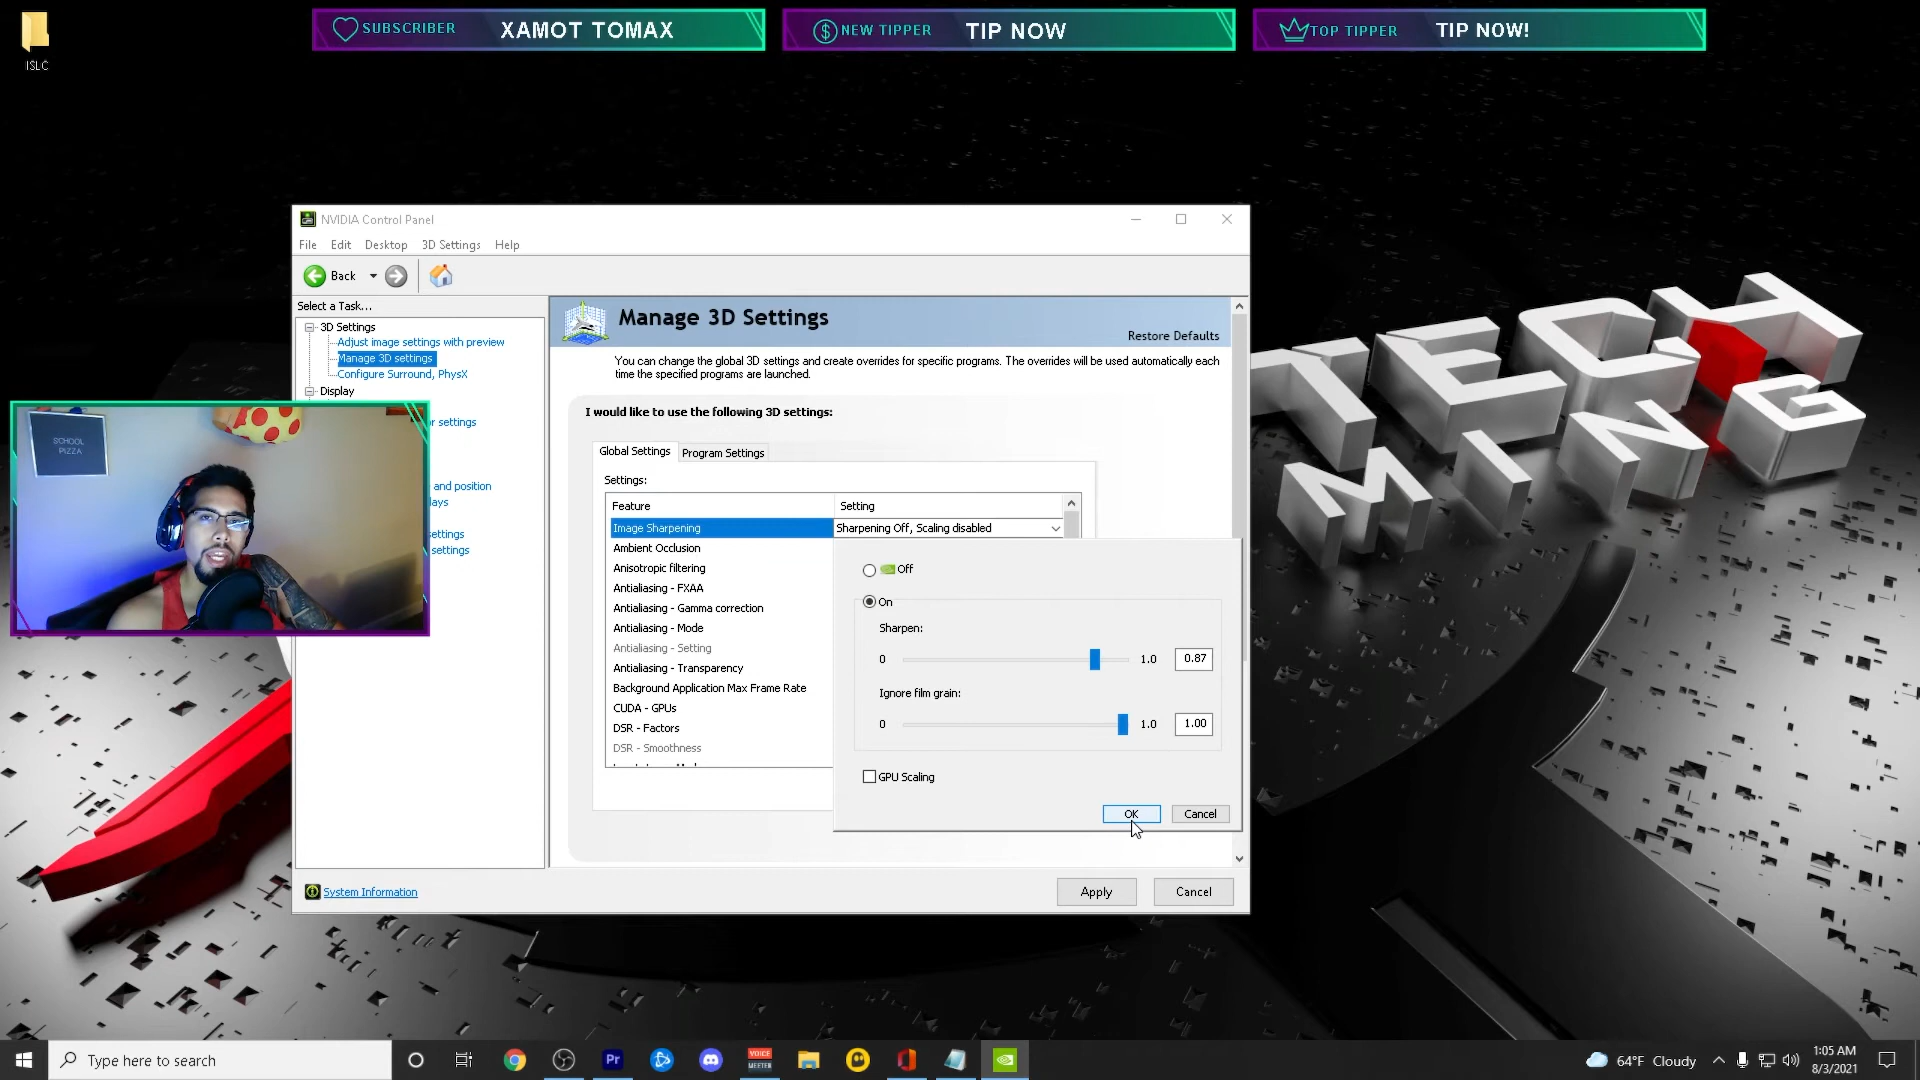 SUBSCRIBER XAMOT TOMAX
NEW TIPPER TIP NOW
TOP TIPPER TIP NOW!
ISLC
NVIDIA Control Panel
File Edit Desktop 3D Settings Help
Back
Select a Task...
3D Settings
Adjust image settings with preview
Manage 3D settings
Configure Surround, PhysX
Display
r settings
and position
lays
ettings
settings
System Information
SCHOOL
PIZZA
Manage 3D Settings
Restore Defaults
You can change the global 3D settings and create overrides for specific programs. The overrides will be used automatically each
time the specified programs are launched.
I would like to use the following 3D settings:
Global Settings Program Settings
Settings:
Feature Setting
Image Sharpening Sharpening Off, Scaling disabled
Ambient Occlusion
Anisotropic filtering
Antialiasing - FXAA
Antialiasing - Gamma correction
Antialiasing - Mode
Antialiasing - Setting
Antialiasing - Transparency
Background Application Max Frame Rate
CUDA - GPUs
DSR - Factors
DSR - Smoothness
Off
On
Sharpen:
0 1.0 0.87
Ignore film grain:
0 1.0 1.00
GPU Scaling
OK Cancel
Apply Cancel
TECH
MING
Type here to search
Pr
VOICE
MEETER
64°F Cloudy
1:05 AM
8/3/2021